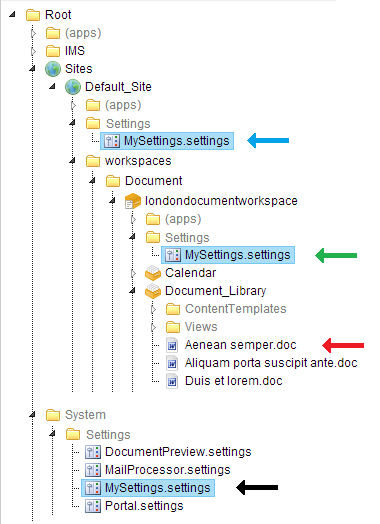 Root
(apps)
IMS
Sites
Default_Site
(apps)
Settings
MySettings.settings
workspaces
Document
londondocumentworkspace
(apps)
Settings
MySettings.settings
Calendar
Document_Library
ContentTemplates
Views
Aenean semper.doc
Aliquam porta suscipit ante.doc
Duis et lorem.doc
System
Settings
DocumentPreview.settings
MailProcessor.settings
MySettings.settings
Portal.settings